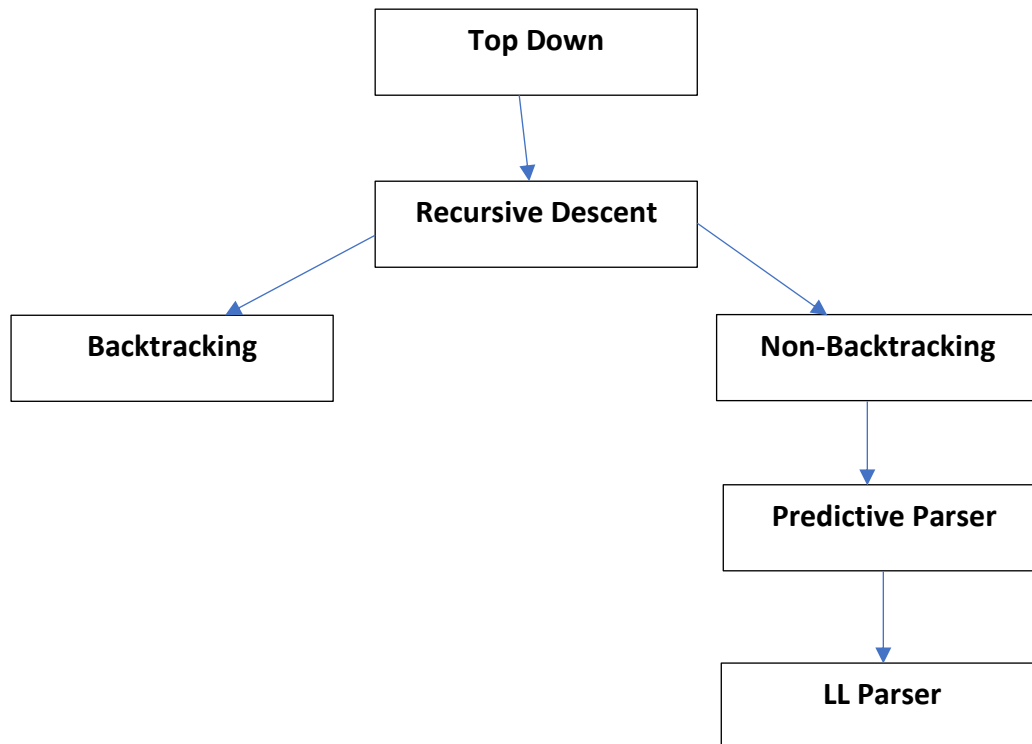 Top Down
Recursive Descent
Backtracking
Non-Backtracking
Predictive Parser
LL Parser